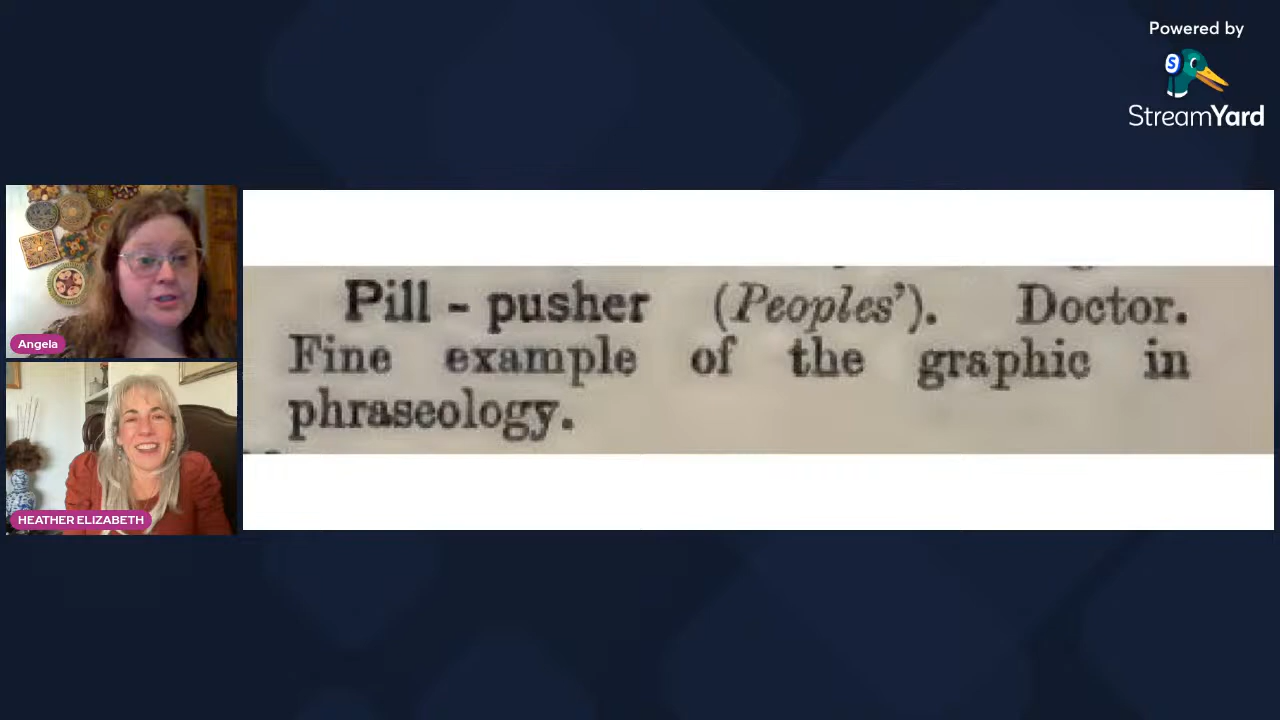 Powered by
StreamYard
Angela
HEATHER ELIZABETH
Pill - pusher (Peoples’). Doctor.
Fine example of the graphic in
phraseology.